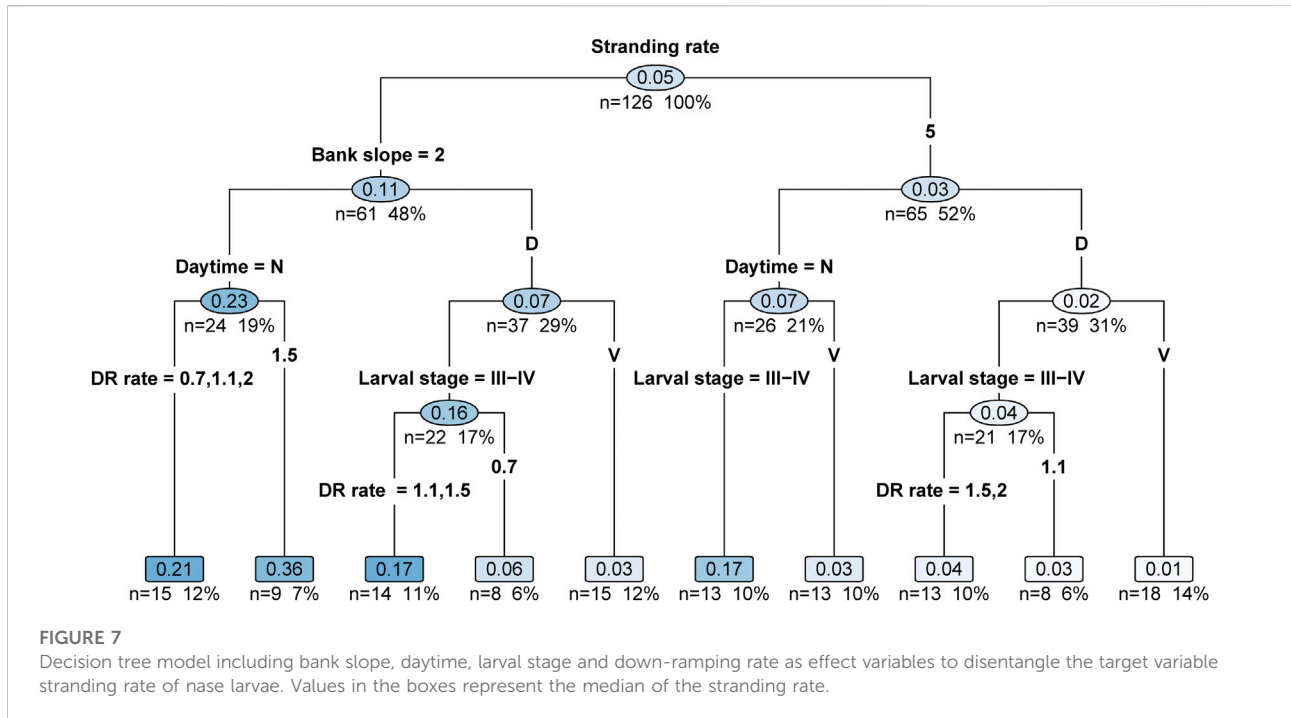 Stranding rate
0.05
n=126 100%
5
Bank slope = 2
0.11
0.03
n=61 48%
n=65 52%
D
D
Daytime = N
Daytime = N
0.23
0.07
0.07
0.02
n=24 19%
n=37 29%
n=26 21%
n=39 31%
1.5
V
V
V
DR rate = 0.7,1.1,2
Larval stage = III−IV
Larval stage = III−IV
Larval stage = III−IV
0.16
0.04
n=22 17%
n=21 17%
0.7
1.1
DR rate = 1.1,1.5
DR rate = 1.5,2
0.21
0.36
0.17
0.06
0.03
0.17
0.03
0.04
0.03
0.01
n=15 12%
n=9 7%
n=14 11%
n=8 6%
n=15 12%
n=13 10%
n=13 10%
n=13 10%
n=8 6%
n=18 14%
FIGURE 7
Decision tree model including bank slope, daytime, larval stage and down-ramping rate as effect variables to disentangle the target variable
stranding rate of nase larvae. Values in the boxes represent the median of the stranding rate.